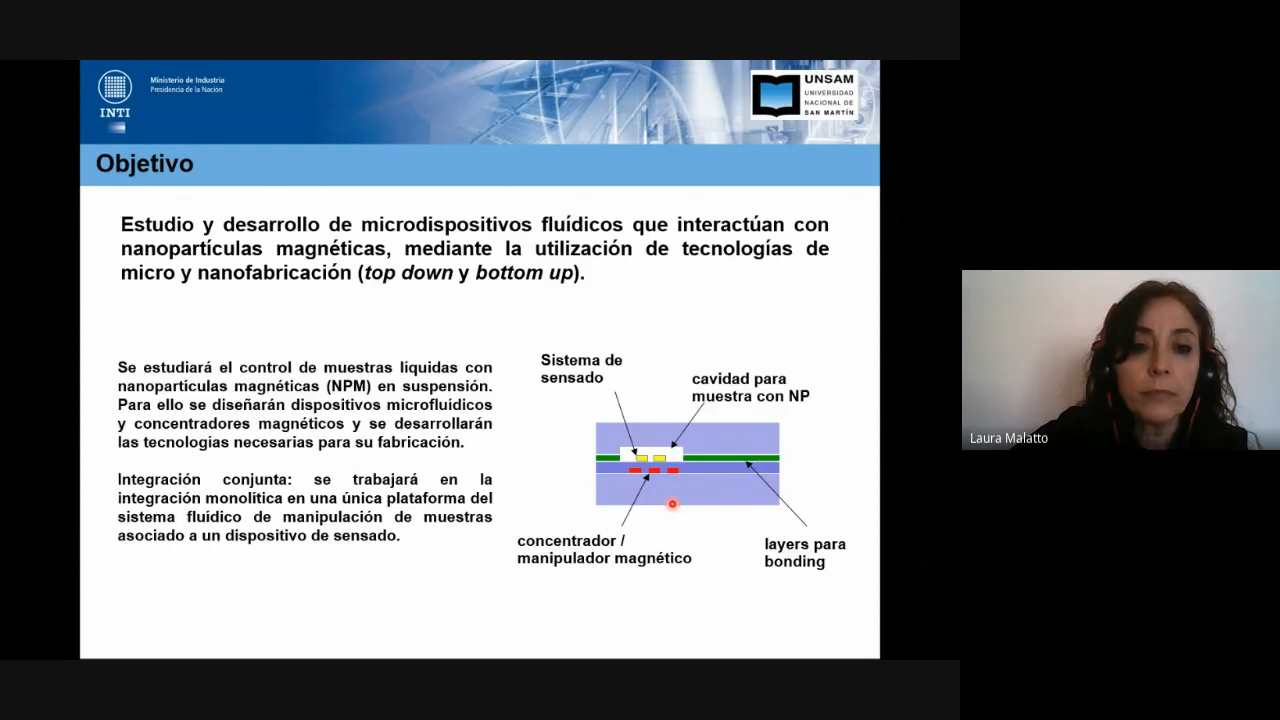 INTI
Ministerio de Industria
Presidencia de la Nación
UNSAM
UNIVERSIDAD
NACIONAL DE
SAN MARTÍN
Objetivo
Estudio y desarrollo de microdispositivos fluídicos que interactúan con
nanopartículas magnéticas, mediante la utilización de tecnologías de
micro y nanofabricación (top down y bottom up).
Se estudiará el control de muestras líquidas con
nanopartículas magnéticas (NPM) en suspensión.
Para ello se diseñarán dispositivos microfluídicos
y concentradores magnéticos y se desarrollarán
las tecnologías necesarias para su fabricación.
Integración conjunta: se trabajará en la
integración monolítica en una única plataforma del
sistema fluídico de manipulación de muestras
asociado a un dispositivo de sensado.
Sistema de
sensado
cavidad para
muestra con NP
concentrador /
manipulador magnético
layers para
bonding
Laura Malatto